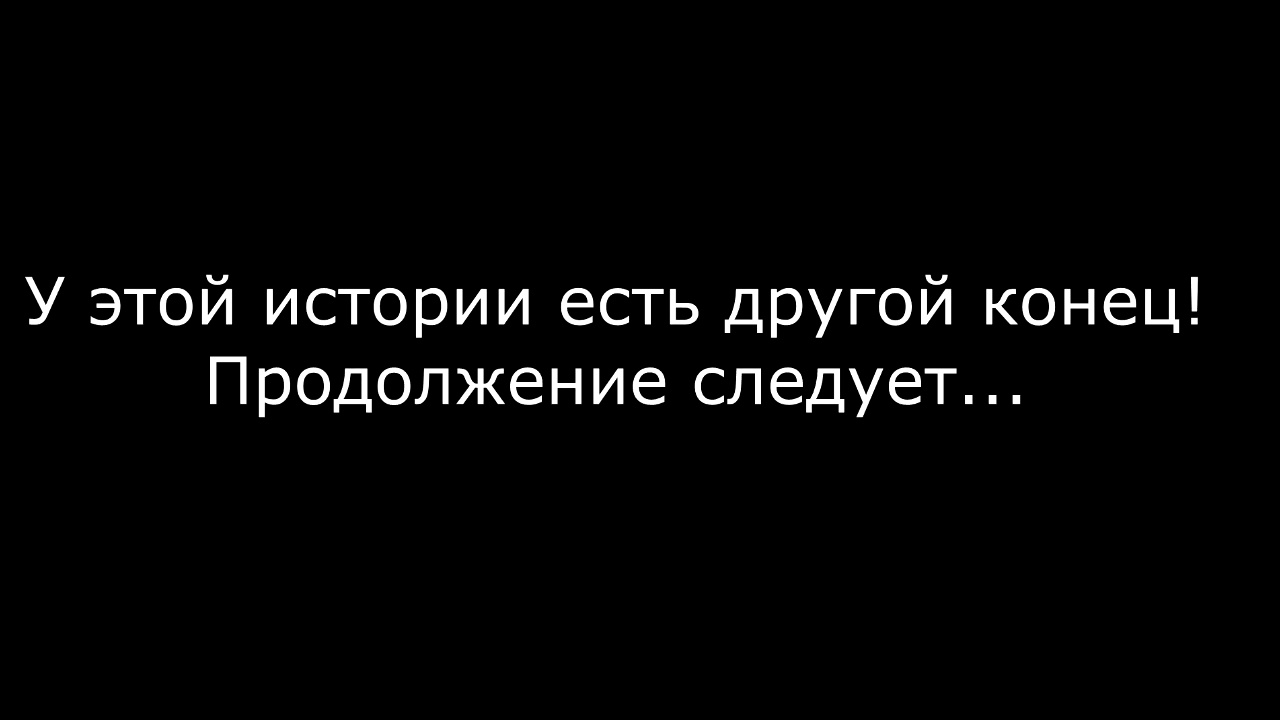 У этой истории есть другой конец!
Продолжение следует...